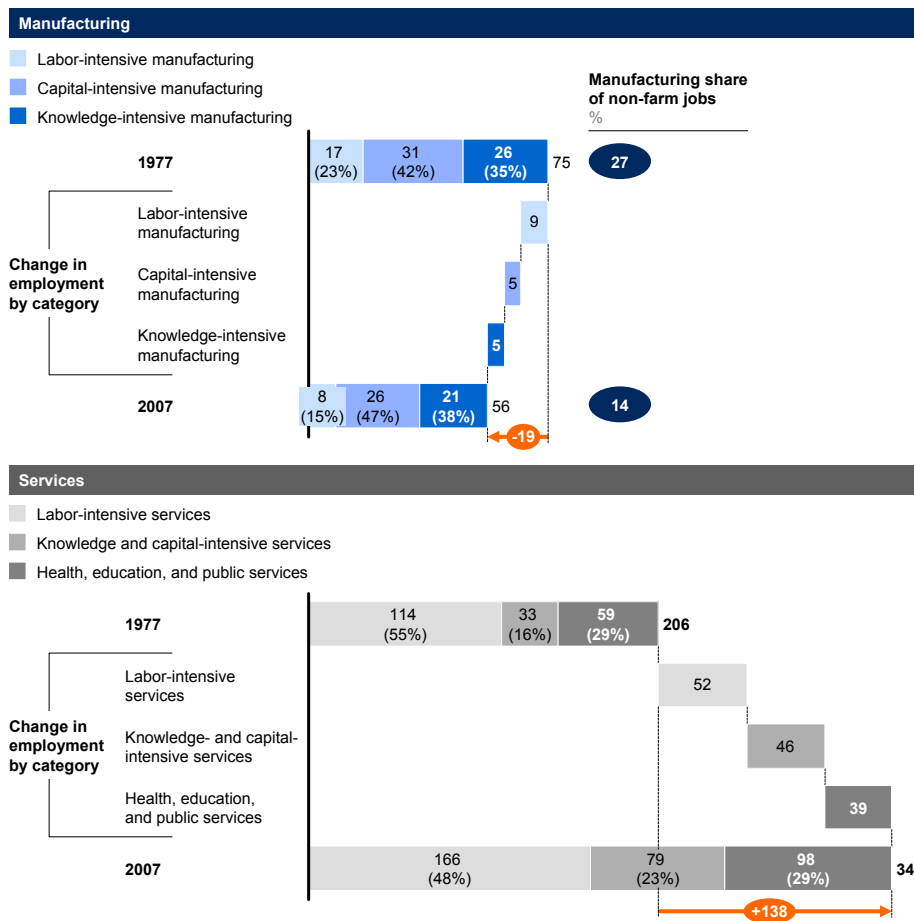 Manufacturing
Labor-intensive manufacturing
Capital-intensive manufacturing
Knowledge-intensive manufacturing
Manufacturing share
of non-farm jobs
%
1977
17
(23%)
31
(42%)
26
(35%)
75
27
Change in
employment
by category
Labor-intensive
manufacturing
9
Capital-intensive
manufacturing
5
Knowledge-intensive
manufacturing
5
2007
8
(15%)
26
(47%)
21
(38%)
56
14
-19
Services
Labor-intensive services
Knowledge and capital-intensive services
Health, education, and public services
1977
114
(55%)
33
(16%)
59
(29%)
206
Change in
employment
by category
Labor-intensive
services
52
Knowledge- and capital-
intensive services
46
Health, education,
and public services
39
2007
166
(48%)
79
(23%)
98
(29%)
34
+138